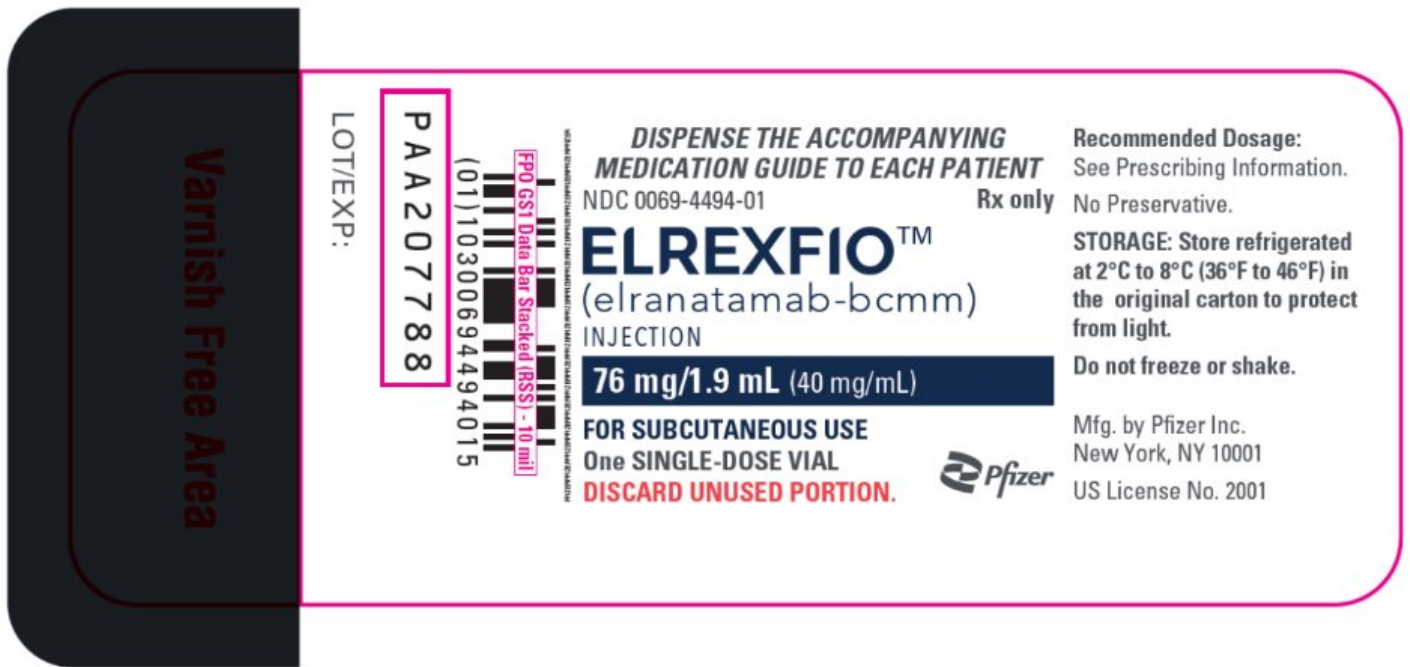 Varnish Free Area
LOT/EXP:
PAA207788
(01)10300694494015
FPO GS1 Data Bar Stacked (RSS) - 10 mil
DISPENSE THE ACCOMPANYING
MEDICATION GUIDE TO EACH PATIENT
NDC 0069-4494-01 Rx only
ELREXFIO™
(elranatamab-bcmm)
INJECTION
76 mg/1.9 mL (40 mg/mL)
FOR SUBCUTANEOUS USE
One SINGLE-DOSE VIAL
DISCARD UNUSED PORTION.
Pfizer
Recommended Dosage:
See Prescribing Information.
No Preservative.
STORAGE: Store refrigerated
at 2°C to 8°C (36°F to 46°F) in
the original carton to protect
from light.
Do not freeze or shake.
Mfg. by Pfizer Inc.
New York, NY 10001
US License No. 2001